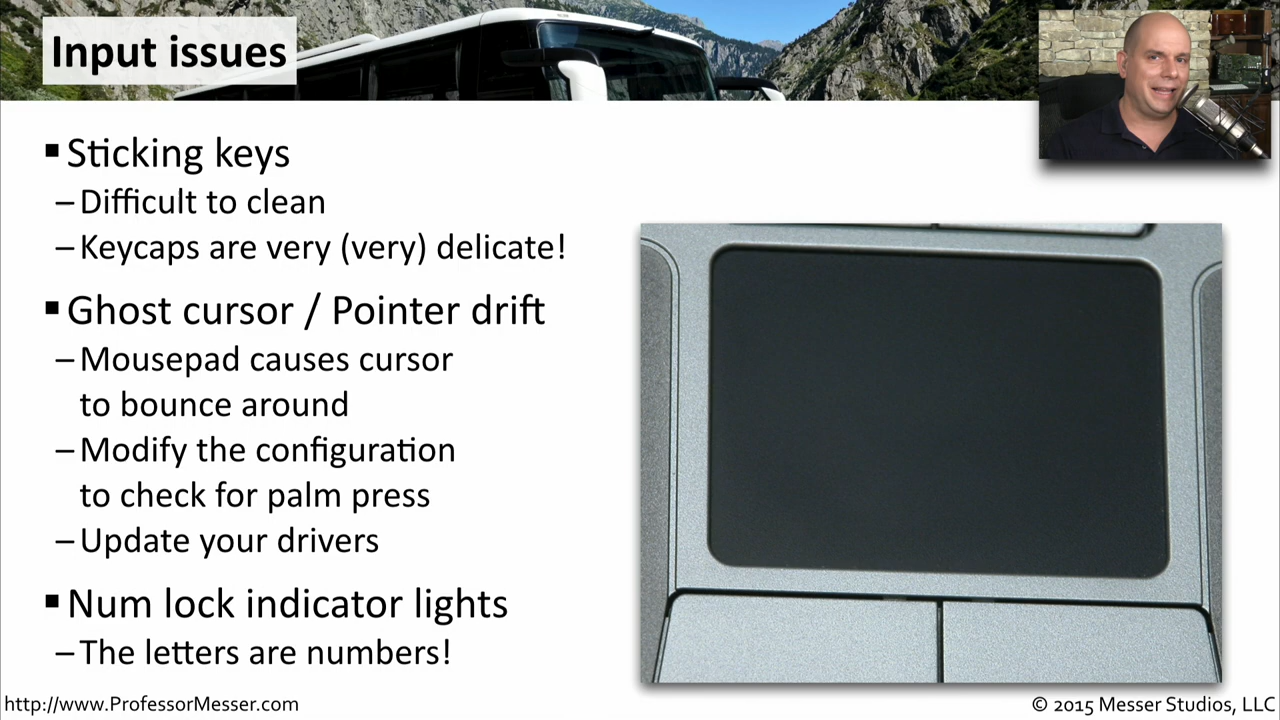 Input issues
▪ Sticking keys
– Difficult to clean
– Keycaps are very (very) delicate!
▪ Ghost cursor / Pointer drift
– Mousepad causes cursor
to bounce around
– Modify the configuration
to check for palm press
– Update your drivers
▪ Num lock indicator lights
– The letters are numbers!
http://www.ProfessorMesser.com
© 2015 Messer Studios, LLC